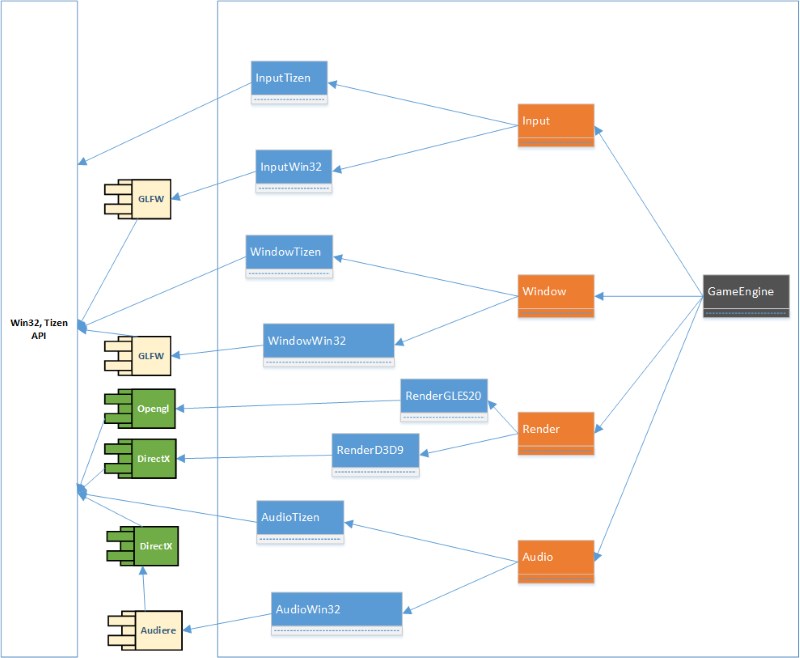 InputTizen
Input
InputWin32
GLFW
WindowTizen
Window
GameEngine
Win32, Tizen
API
WindowWin32
GLFW
RenderGLES20
Opengl
Render
RenderD3D9
DirectX
AudioTIzen
DirectX
Audio
AudioWin32
Audiere